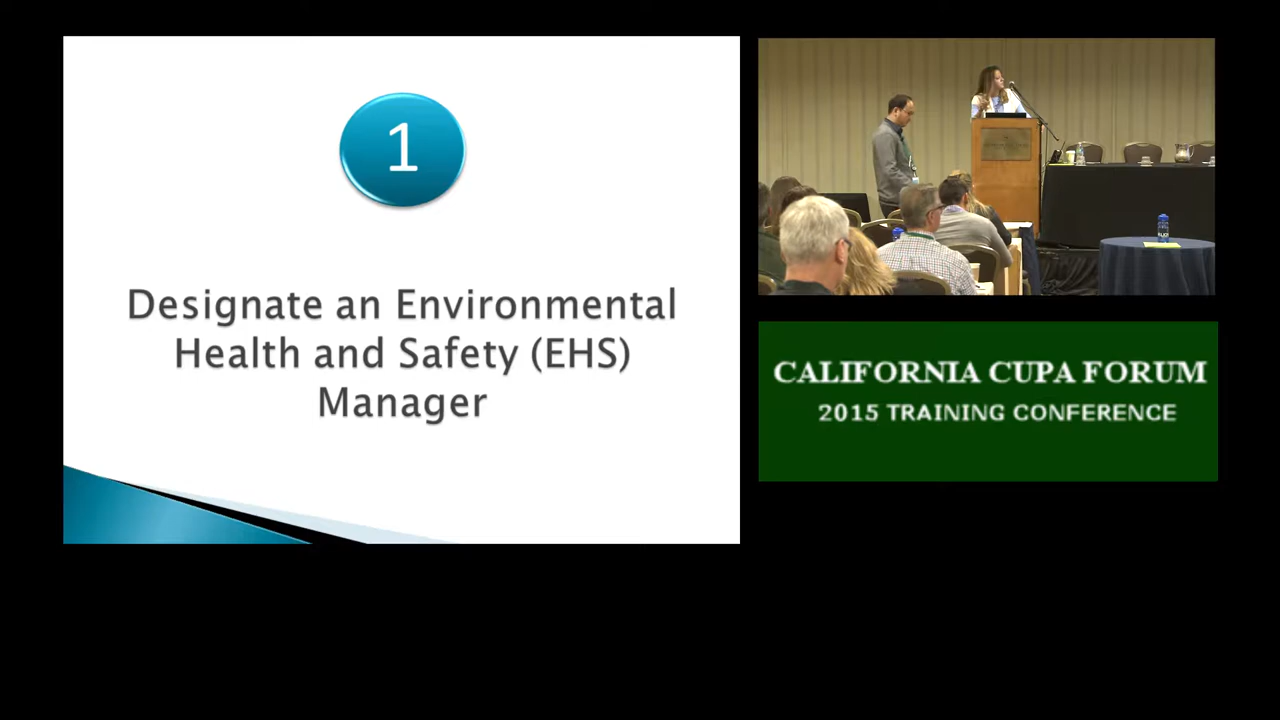 1
Designate an Environmental
Health and Safety (EHS)
Manager
CALIFORNIA CUPA FORUM
2015 TRAINING CONFERENCE